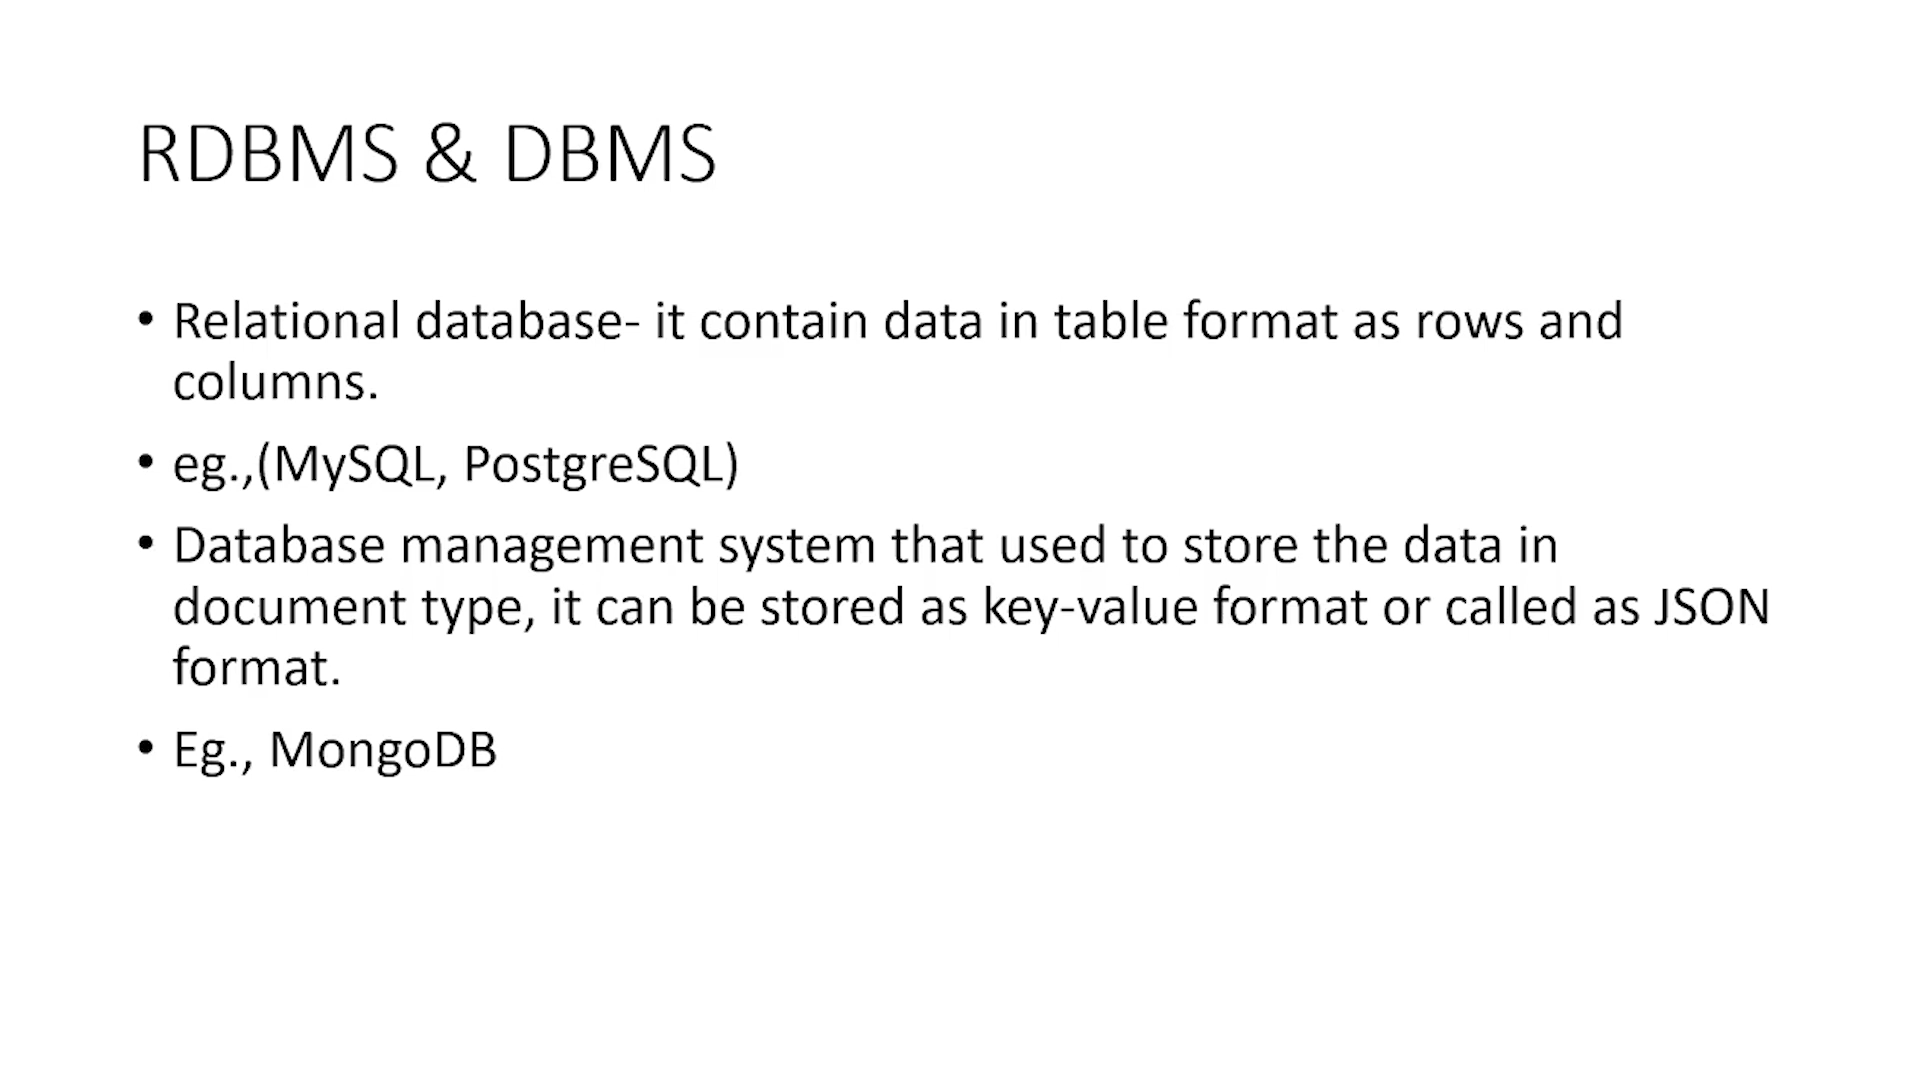 RDBMS & DBMS
• Relational database- it contain data in table format as rows and
columns.
• eg.,(MySQL, PostgreSQL)
• Database management system that used to store the data in
document type, it can be stored as key-value format or called as JSON
format.
• Eg., MongoDB